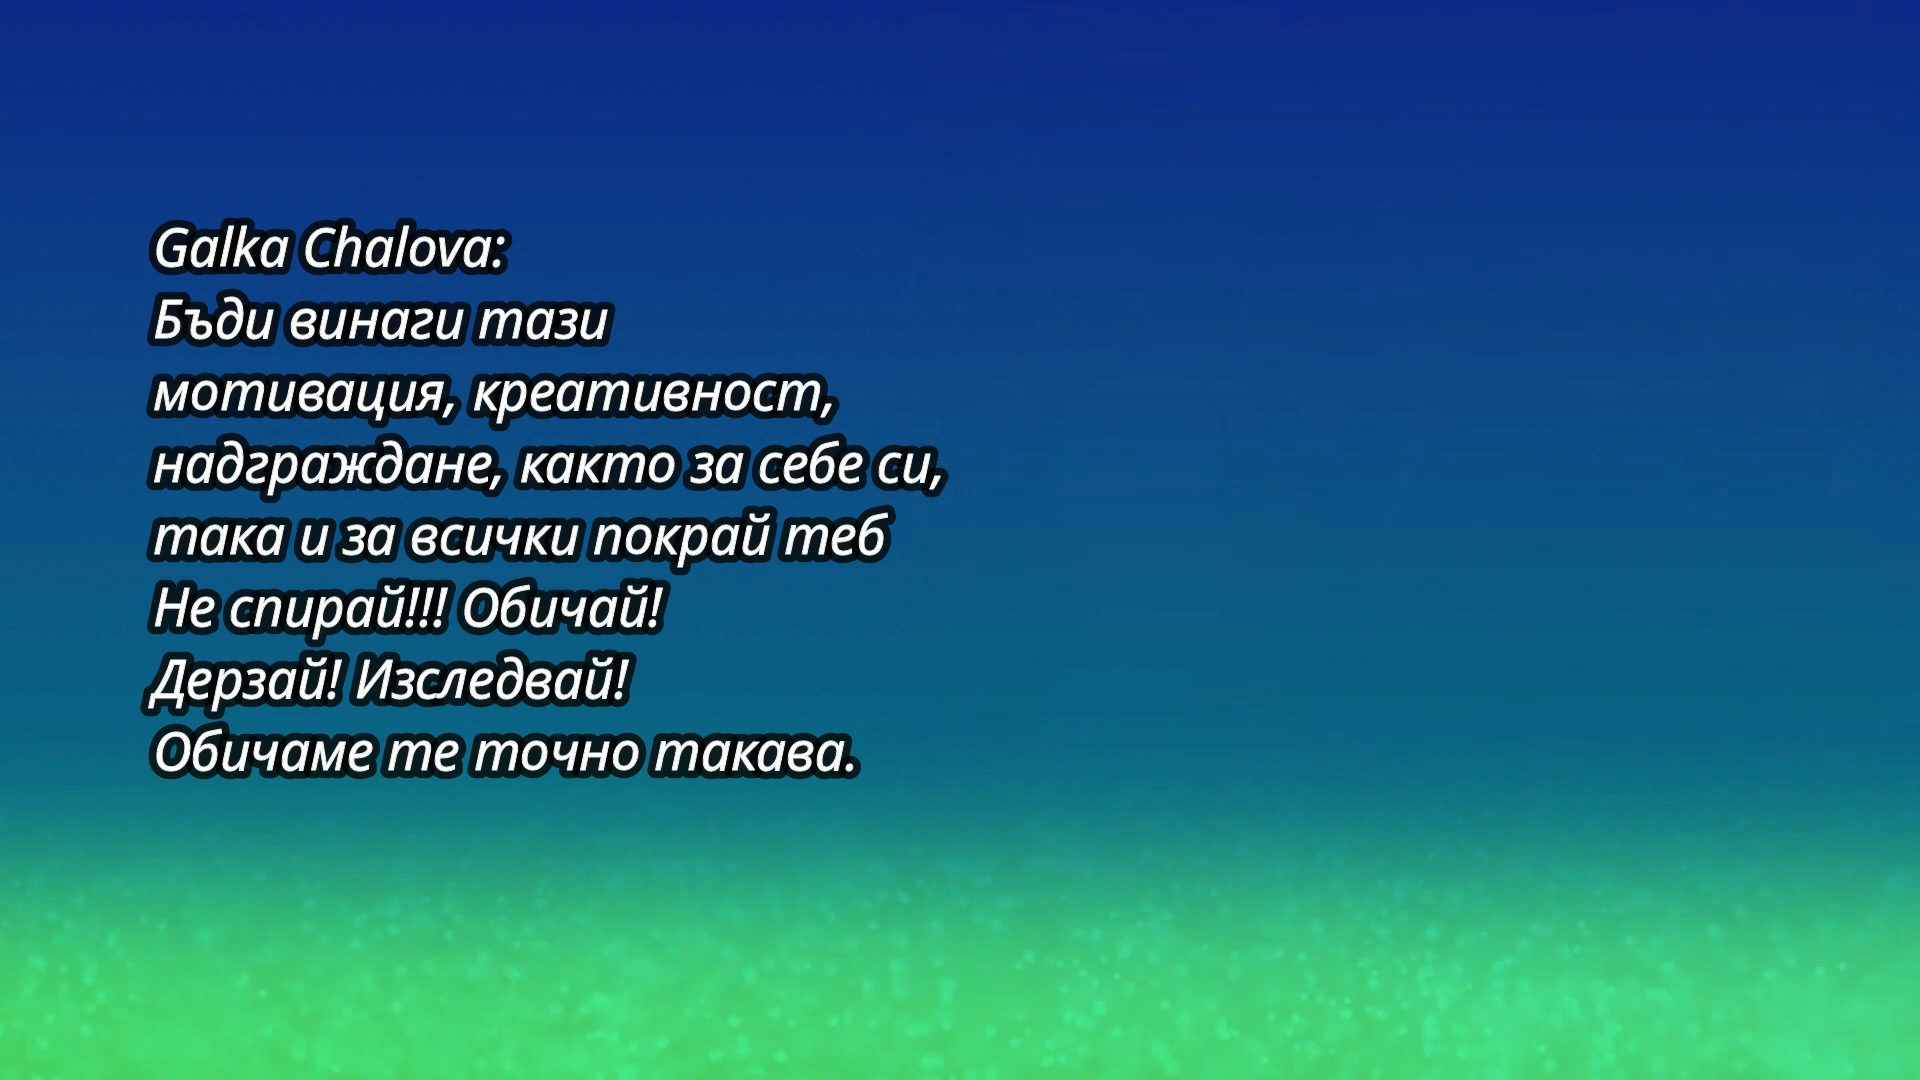 Galka Chalova:
Бъди винаги тази
мотивация, креативност,
надграждане, както за себе си,
така и за всички покрай теб
Не спирай!!! Обичай!
Дерзай! Изследвай!
Обичаме те точно такава.